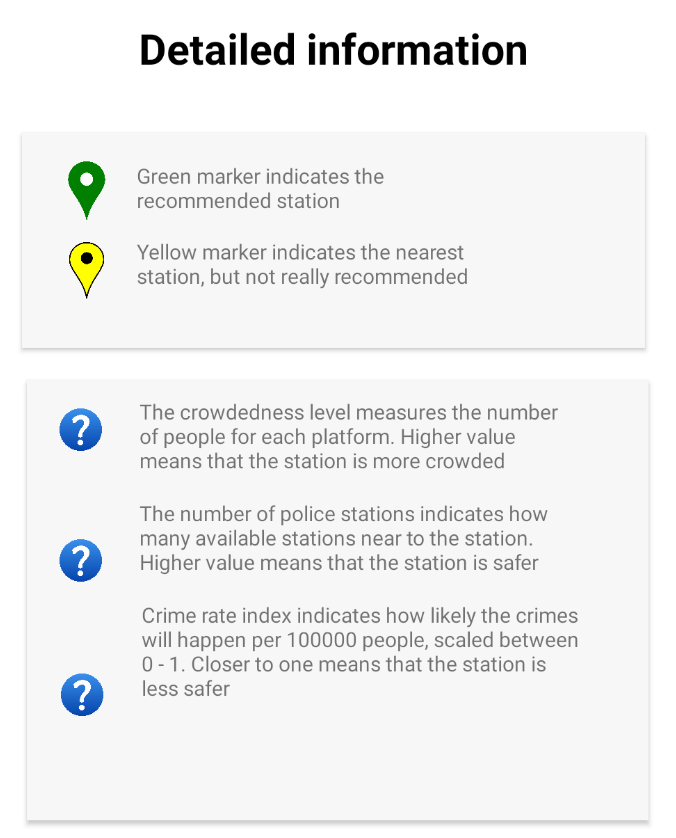 Detailed information
Green marker indicates the
recommended station
Yellow marker indicates the nearest
station, but not really recommended
The crowdedness level measures the number
of people for each platform. Higher value
means that the station is more crowded
The number of police stations indicates how
many available stations near to the station.
Higher value means that the station is safer
Crime rate index indicates how likely the crimes
will happen per 100000 people, scaled between
0 - 1. Closer to one means that the station is
less safer